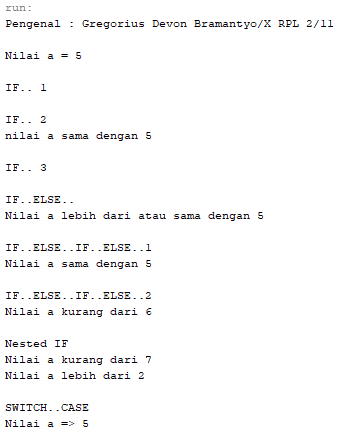 run:
Pengenal : Gregorius Devon Bramantyo/X RPL 2/11
Nilai a = 5
IF.. 1
IF.. 2
nilai a sama dengan 5
IF.. 3
IF..ELSE..
Nilai a lebih dari atau sama dengan 5
IF..ELSE..IF..ELSE..1
Nilai a sama dengan 5
IF..ELSE..IF..ELSE..2
Nilai a kurang dari 6
Nested IF
Nilai a kurang dari 7
Nilai a lebih dari 2
SWITCH..CASE
Nilai a => 5